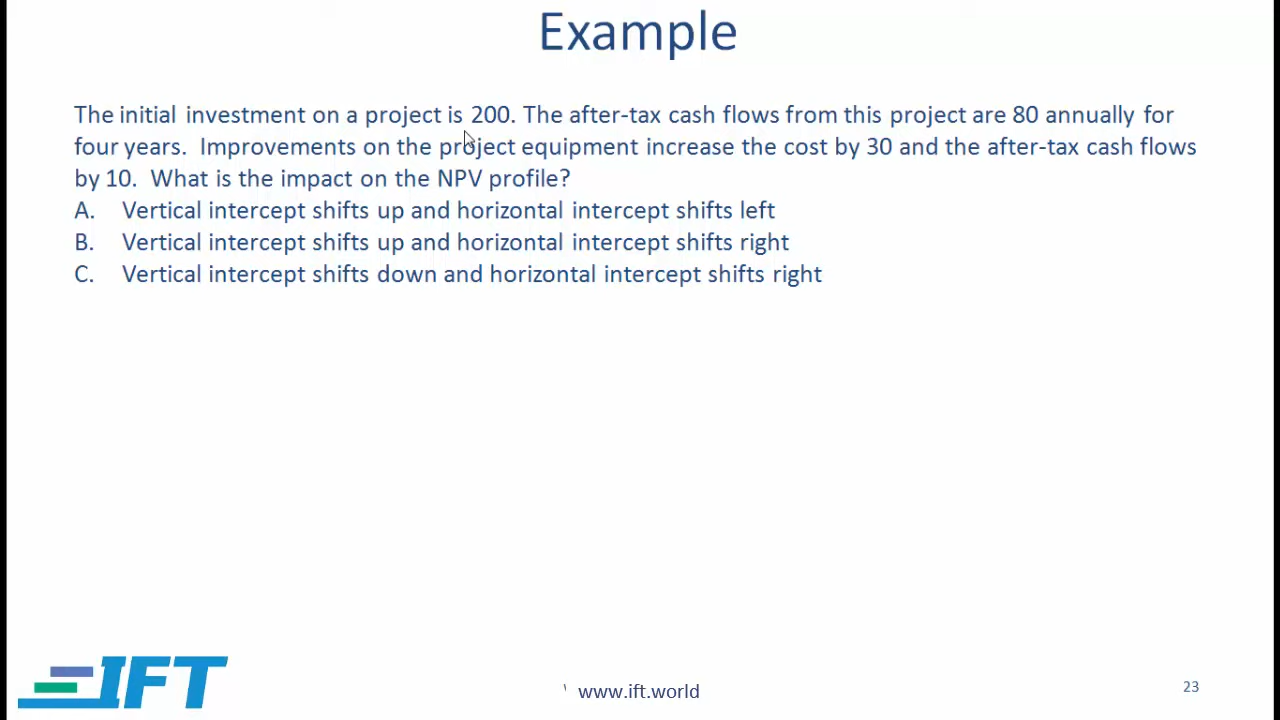 Example
The initial investment on a project is 200. The after-tax cash flows from this project are 80 annually for
four years. Improvements on the project equipment increase the cost by 30 and the after-tax cash flows
by 10. What is the impact on the NPV profile?
A. Vertical intercept shifts up and horizontal intercept shifts left
B. Vertical intercept shifts up and horizontal intercept shifts right
C. Vertical intercept shifts down and horizontal intercept shifts right
IFT
www.ift.world
23